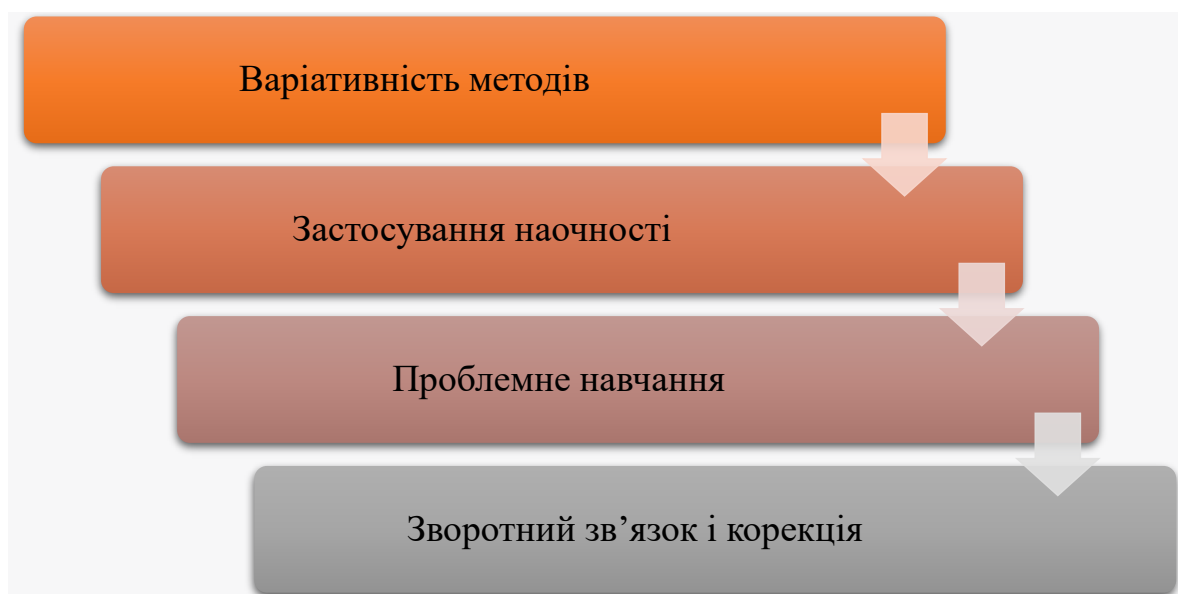 Варіативність методів
Застосування наочності
Проблемне навчання
Зворотний зв’язок і корекція